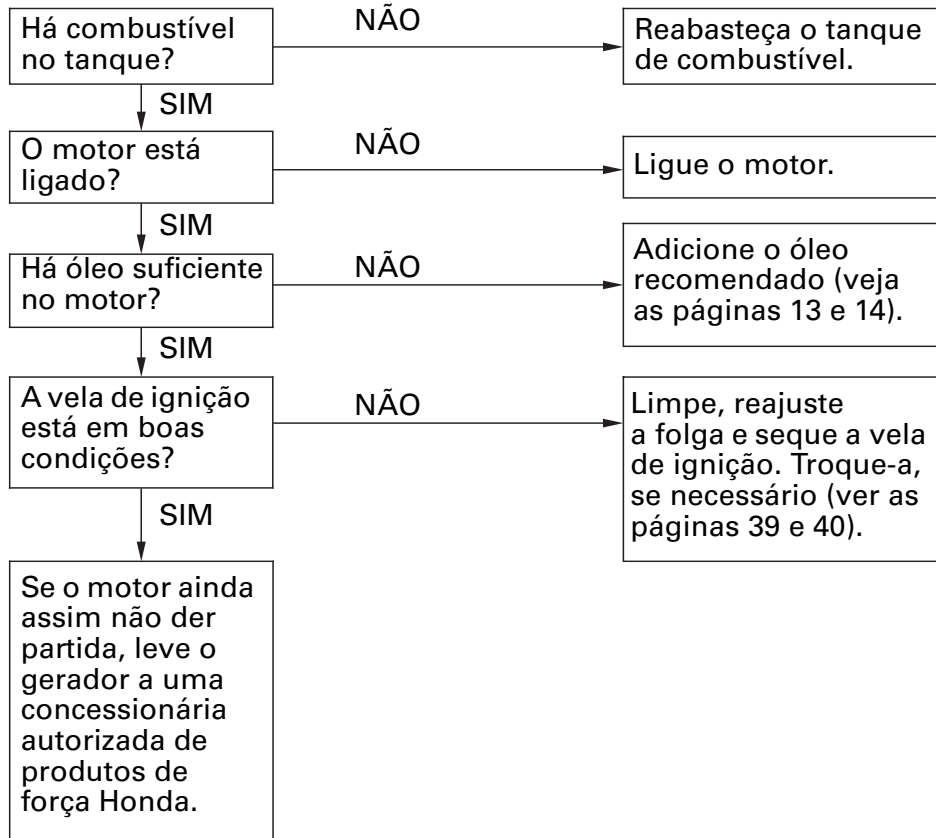 Há combustível
no tanque?
NÃO
Reabasteça o tanque
de combustível.
SIM
O motor está
ligado?
NÃO
Ligue o motor.
SIM
Há óleo suficiente
no motor?
NÃO
Adicione o óleo
recomendado (veja
as páginas 13 e 14).
SIM
A vela de ignição
está em boas
condições?
NÃO
Limpe, reajuste
a folga e seque a vela
de ignição. Troque-a,
se necessário (ver as
páginas 39 e 40).
SIM
Se o motor ainda
assim não der
partida, leve o
gerador a uma
concessionária
autorizada de
produtos de
força Honda.